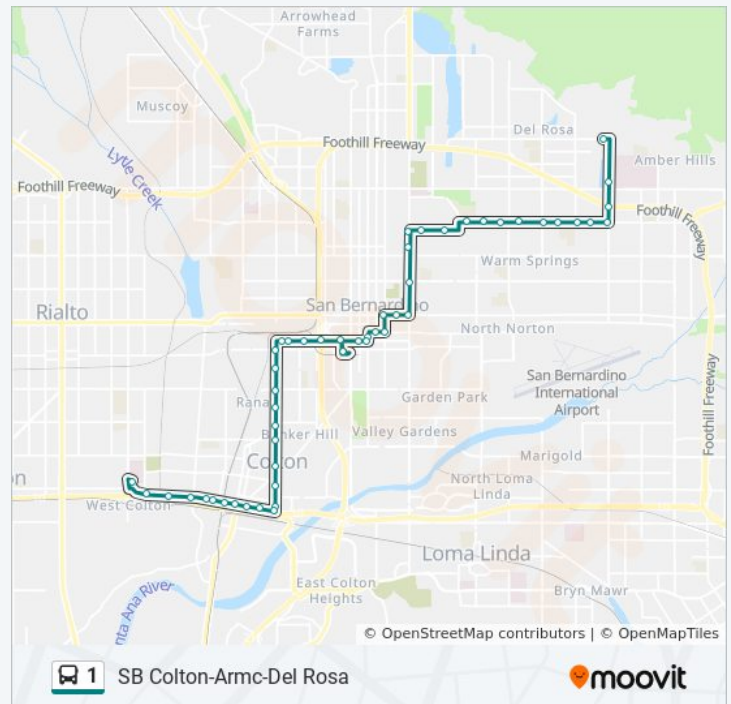 Arrowhead
Farms
Muscoy
Del Rosa
Foothill Freeway
Amber Hills
Lytle Creek
Foothill Freeway
Foothill Freeway
Warm Springs
San Bernardino
Rialto
North Norton
San Bernardino
International
Airport
Foothill Freeway
Rana
Garden Park
Bunker Hill
Valley Gardens
Marigold
Colton
on
North Loma
Linda
West Colton
Loma Linda
East Colton
Heights
Bryn Mawr
nta Ana River
© OpenStreetMap contributors | © OpenMapTiles
1 SB Colton-Armc-Del Rosa
moovit